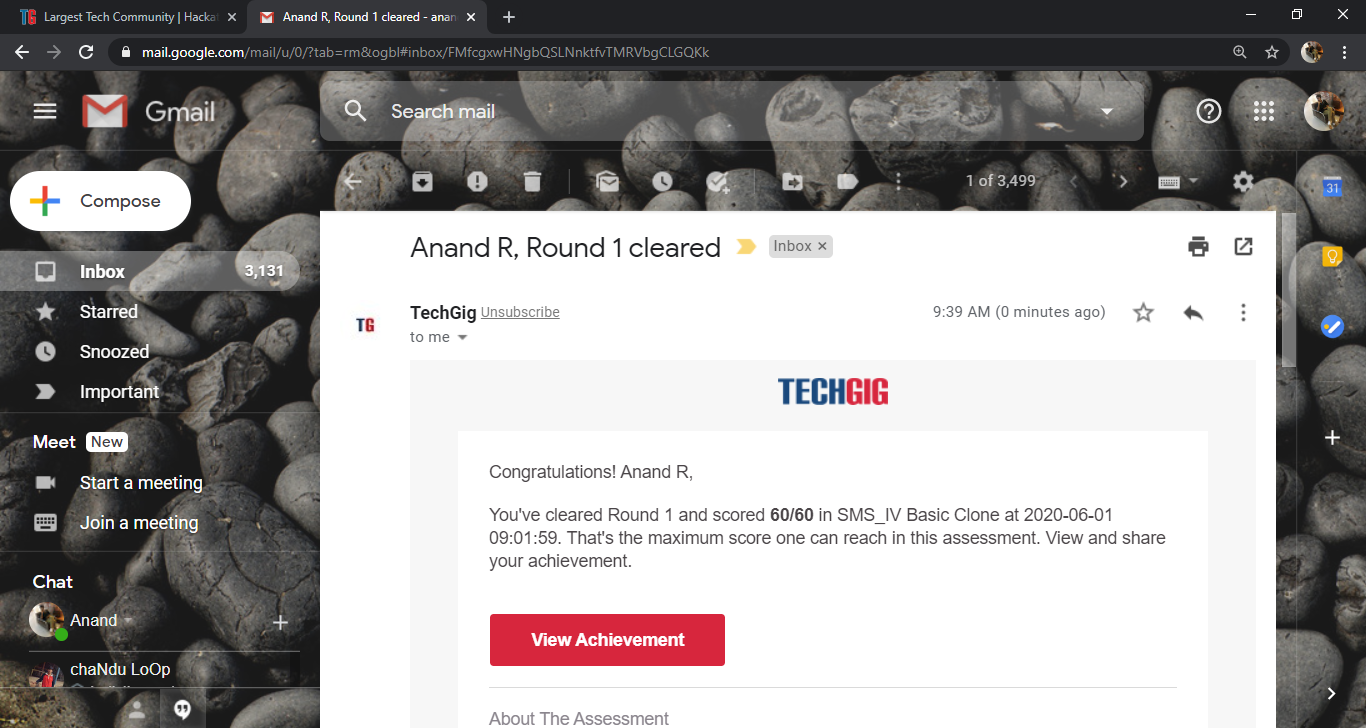 Largest Tech Community | Hacka
Anand R, Round 1 cleared - anan
mail.google.com/mail/u/0/?tab=rm&ogbl#inbox/FMfcgxwHNgbQSLNnktfvTMRVbgCLGQKk
Gmail
Search mail
Compose
1 of 3,499
31
Inbox 3,131
Starred
Snoozed
Important
Meet New
Start a meeting
Join a meeting
Chat
Anand
chaNdu LoOp
Anand R, Round 1 cleared Inbox ×
TG
TechGig Unsubscribe 9:39 AM (0 minutes ago)
to me
TECHGIG
Congratulations! Anand R,
You've cleared Round 1 and scored 60/60 in SMS_IV Basic Clone at 2020-06-01
09:01:59. That's the maximum score one can reach in this assessment. View and share
your achievement.
View Achievement
About The Assessment